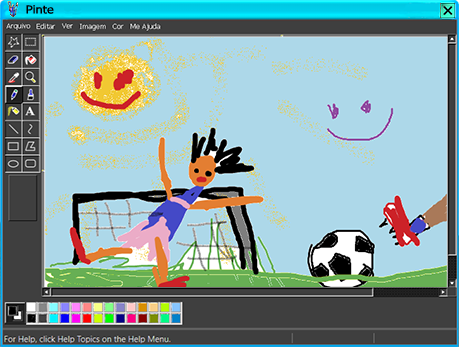 Pinte
Arquivo Editar Ver Imagem Cor Me Ajuda
A
For Help, click Help Topics on the Help Menu.